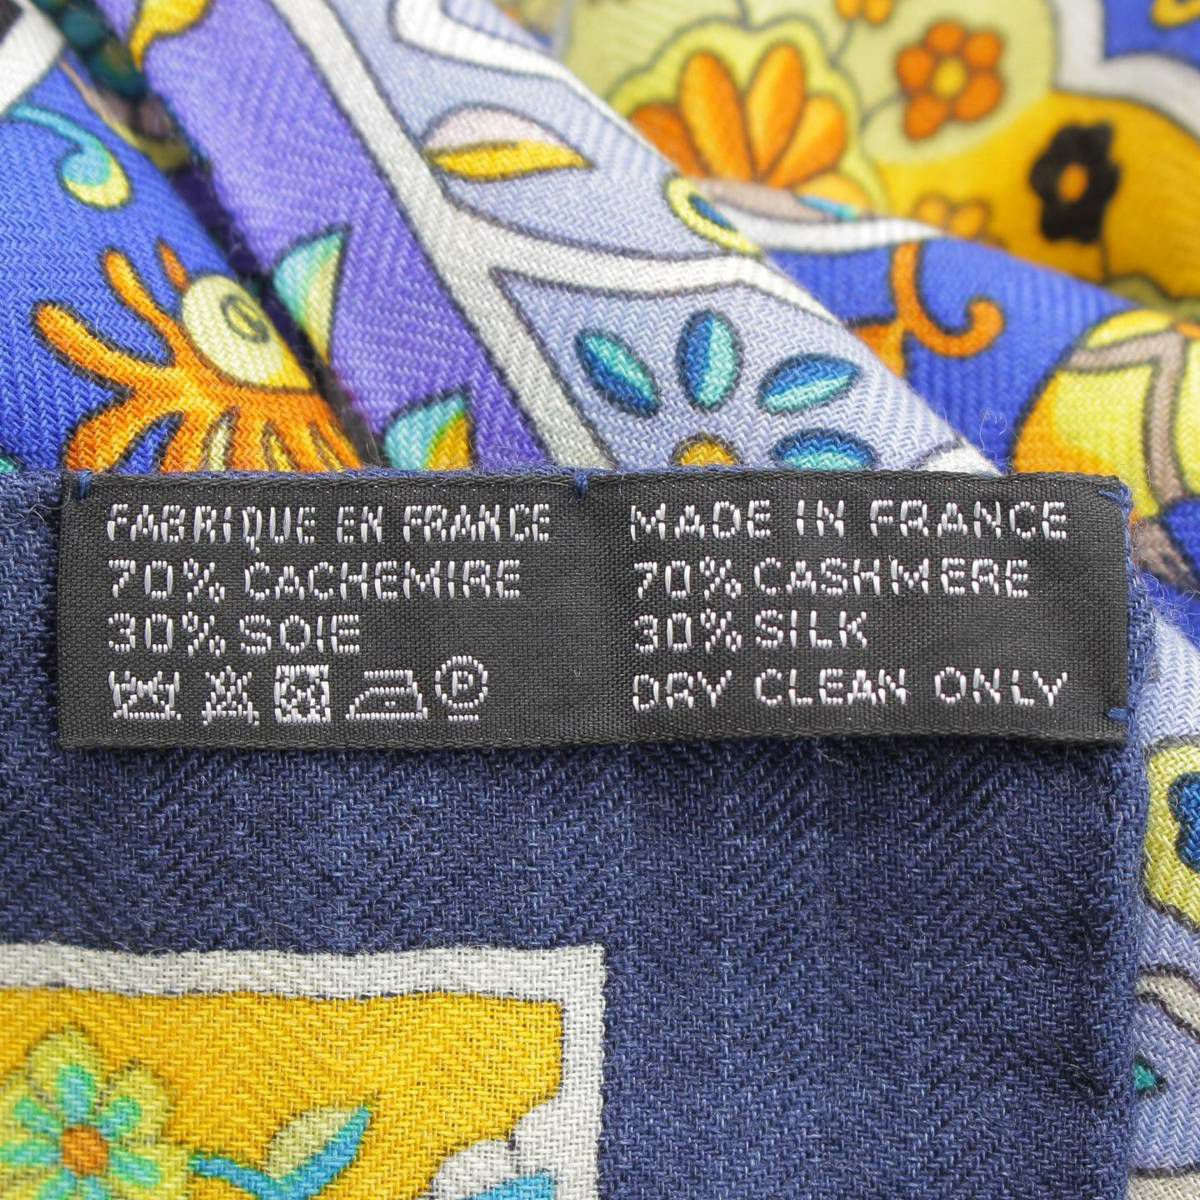 FABRIQUE EN FRANCE
70% CACHEMIRE
30% SOIE
P
MADE IN FRANCE
70% CASHMERE
30% SILK
DRY CLEAN ONLY